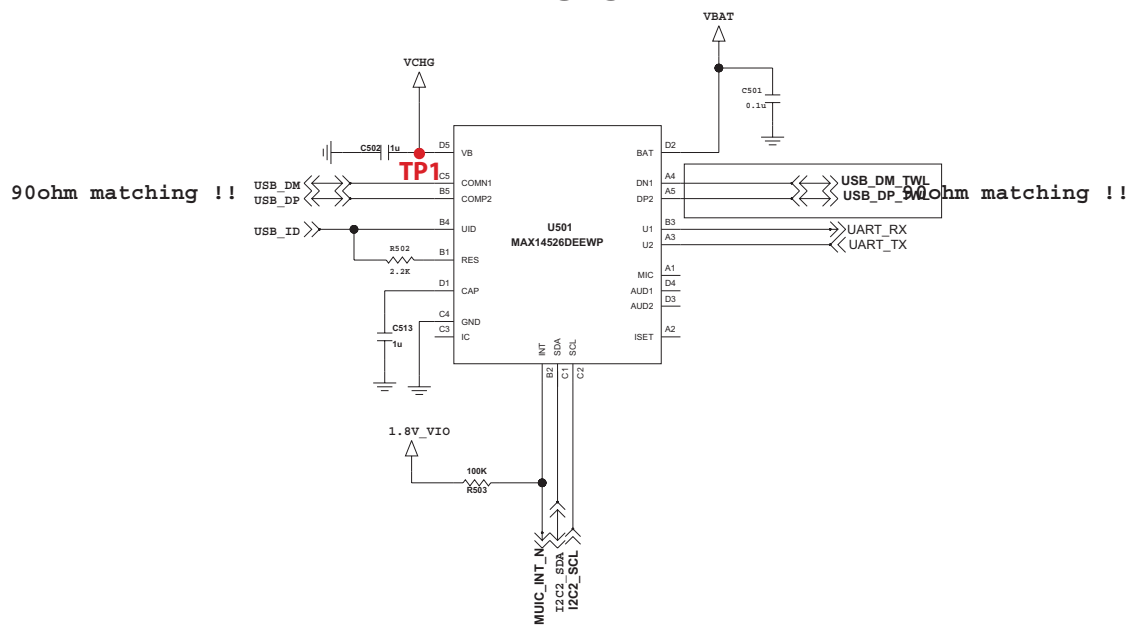 VBAT
VCHG
C501
0.1u
C502 1u
D5 VB
TP1
BAT D2
90ohm matching !!
USB_DM
C5 COMN1
USB_DP
B5 COMP2
DN1 A4
USB_DM_TWL
DP2 A5
USB_DP_TWL
90ohm matching !!
USB_ID
B4 UID
U501
MAX14526DEEWP
U1 B3
UART_RX
U2 A3
UART_TX
R502
2.2K
B1 RES
MIC A1
D1 CAP
AUD1 D4
AUD2 D3
C4 GND
C513
1u
C3 IC
ISET A2
INT
SDA
SCL
B2
C1
C2
1.8V_VIO
100K
R503
MUIC_INT_N
I2C2_SDA
I2C2_SCL